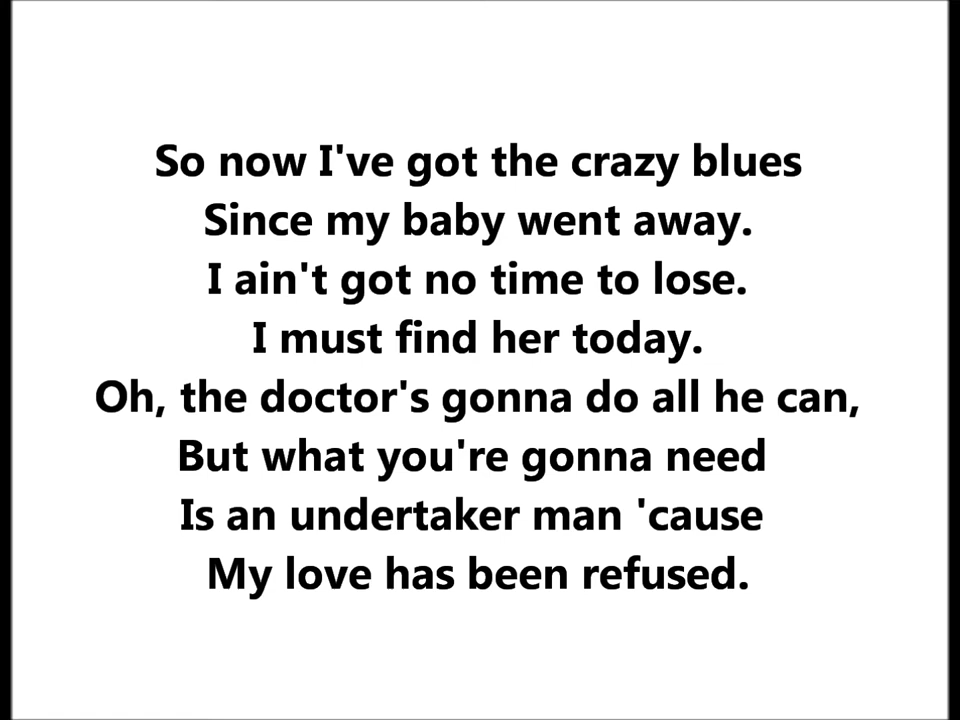 So now I've got the crazy blues
Since my baby went away.
I ain't got no time to lose.
I must find her today.
Oh, the doctor's gonna do all he can,
But what you're gonna need
Is an undertaker man 'cause
My love has been refused.